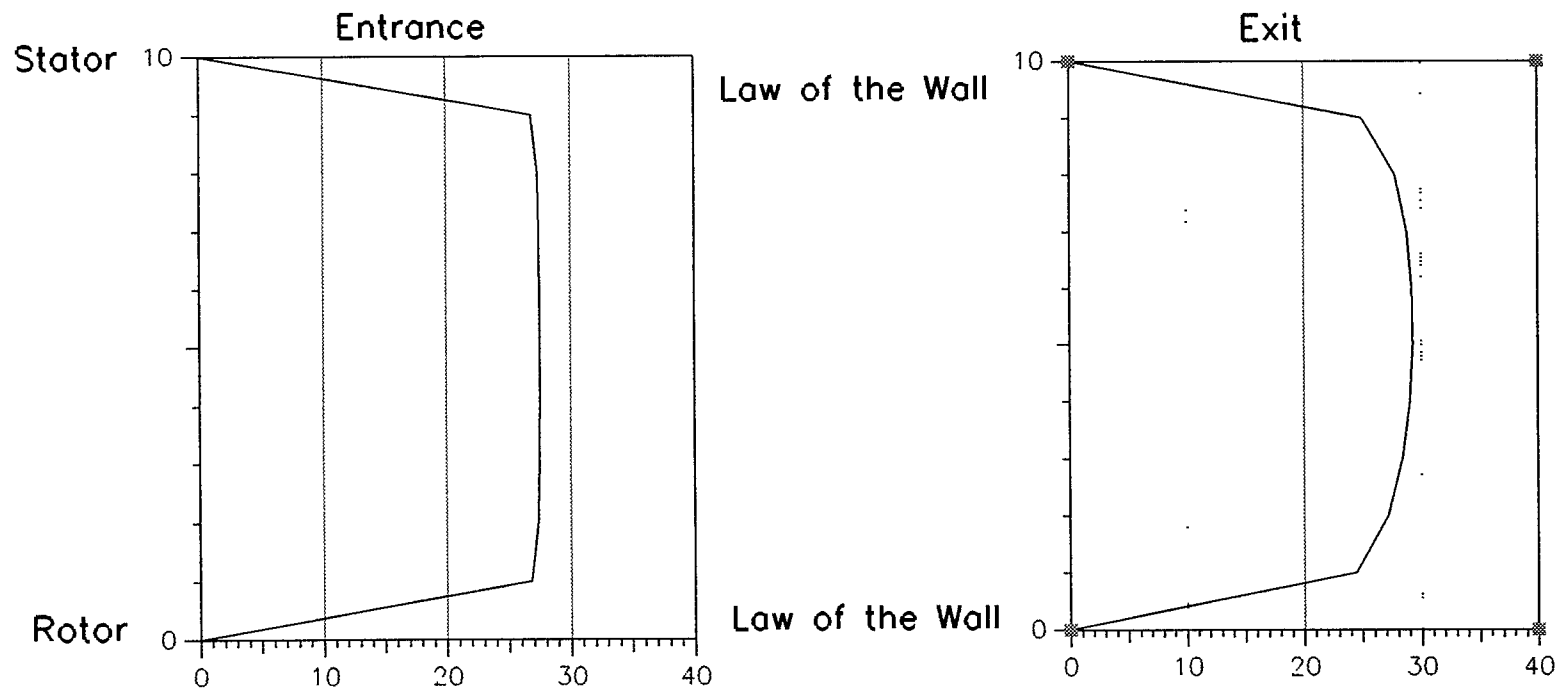 Entrance
Exit
Stator
10
Law of the Wall
10
Rotor
0
Law of the Wall
0
0 10 20 30 40
0 10 20 30 40